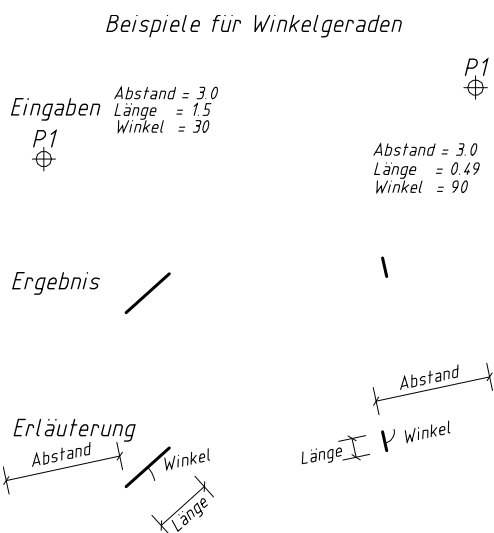 Beispiele für Winkelgeraden
P1
Eingaben
Abstand = 3.0
Länge = 1.5
Winkel = 30
P1
Abstand = 3.0
Länge = 0.49
Winkel = 90
Ergebnis
Abstand
Erläuterung
Abstand
Winkel
Länge
Länge
Winkel